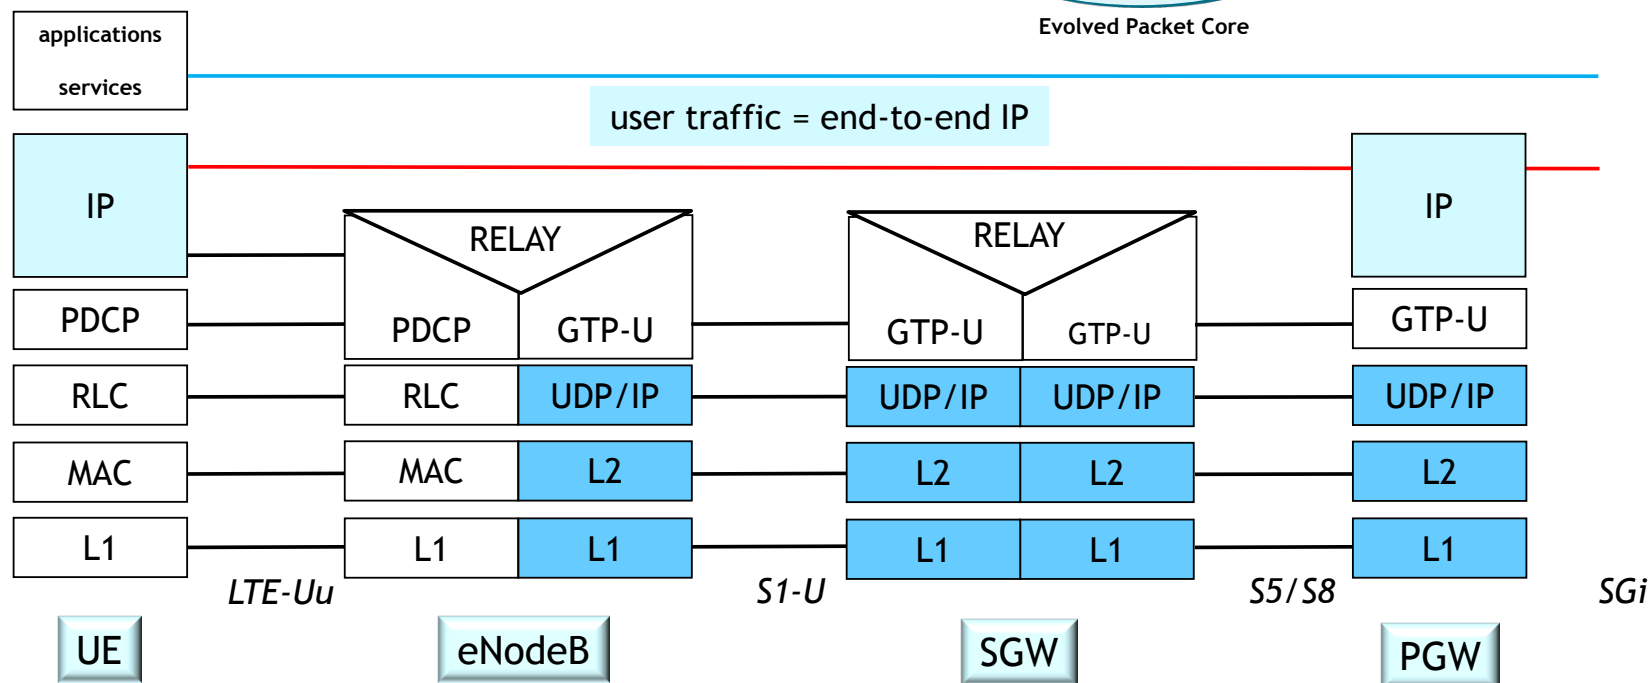 Evolved Packet Core
applications
services
user traffic = end-to-end IP
IP
IP
RELAY
RELAY
PDCP
PDCP
GTP-U
GTP-U
GTP-U
GTP-U
RLC
RLC
UDP/IP
UDP/IP
UDP/IP
UDP/IP
MAC
MAC
L2
L2
L2
L2
L1
L1
L1
L1
L1
L1
LTE-Uu
S1-U
S5/S8
SGi
UE
eNodeB
SGW
PGW